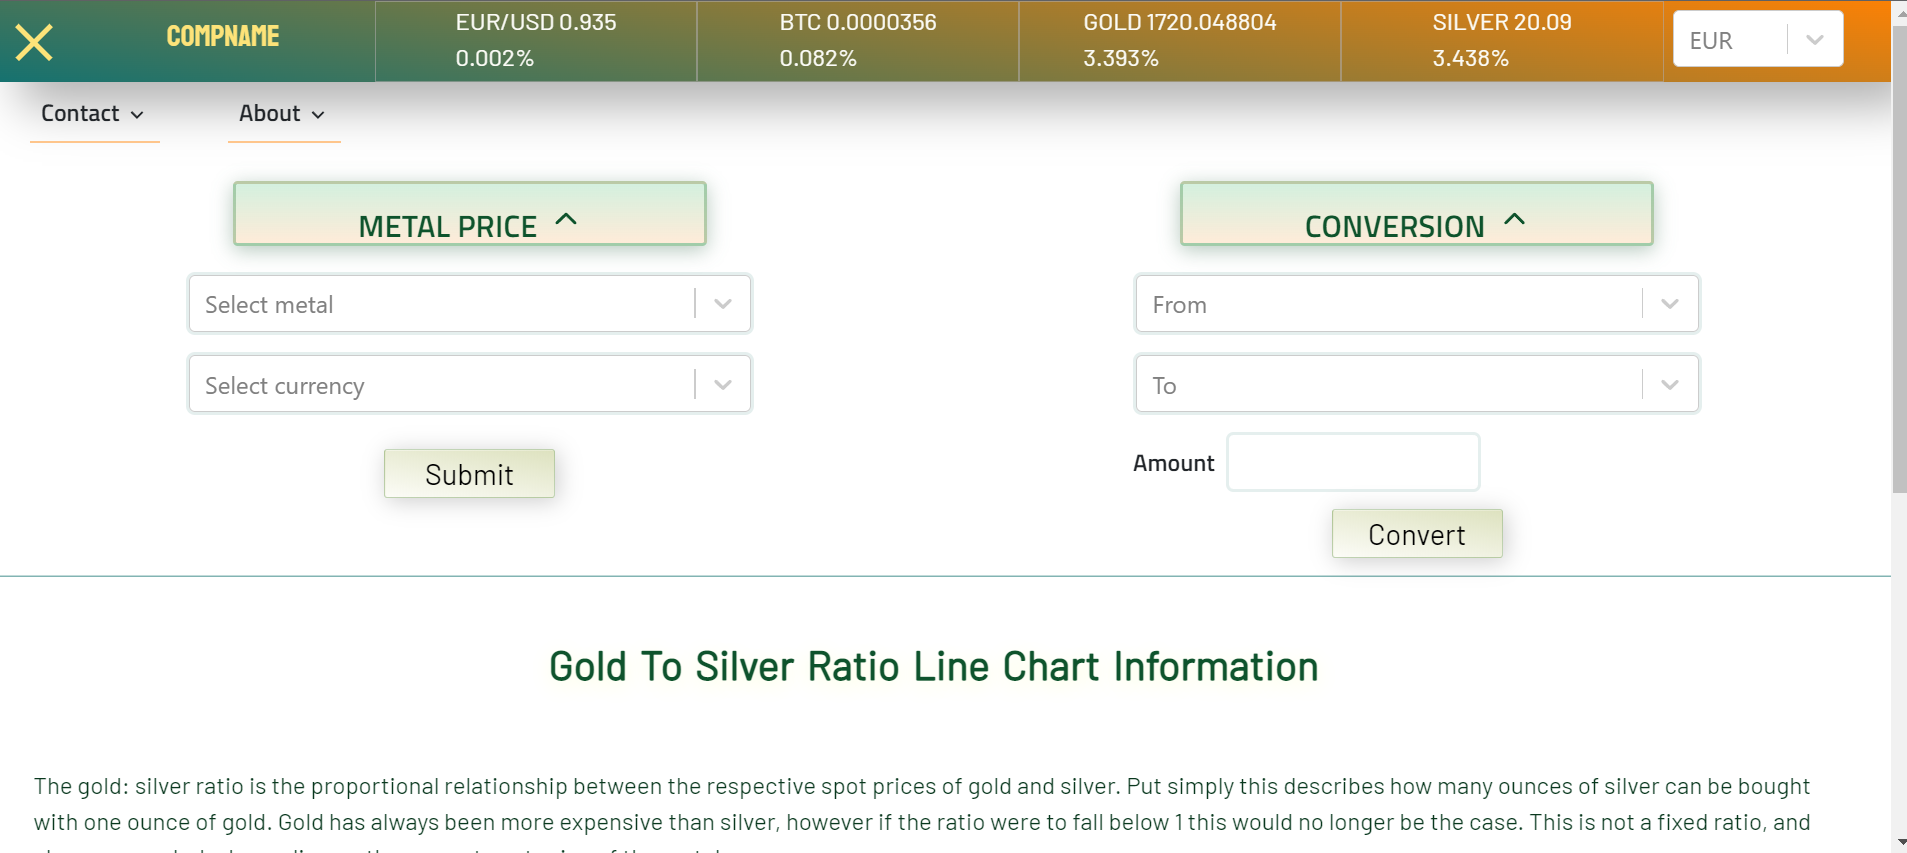 COMPNAME
EUR/USD 0.935
0.002%
BTC 0.0000356
0.082%
GOLD 1720.048804
3.393%
SILVER 20.09
3.438%
EUR
Contact
About
METAL PRICE
Select metal
Select currency
Submit
CONVERSION
From
To
Amount
Convert
Gold To Silver Ratio Line Chart Information
The gold: silver ratio is the proportional relationship between the respective spot prices of gold and silver. Put simply this describes how many ounces of silver can be bought
with one ounce of gold. Gold has always been more expensive than silver, however if the ratio were to fall below 1 this would no longer be the case. This is not a fixed ratio, and